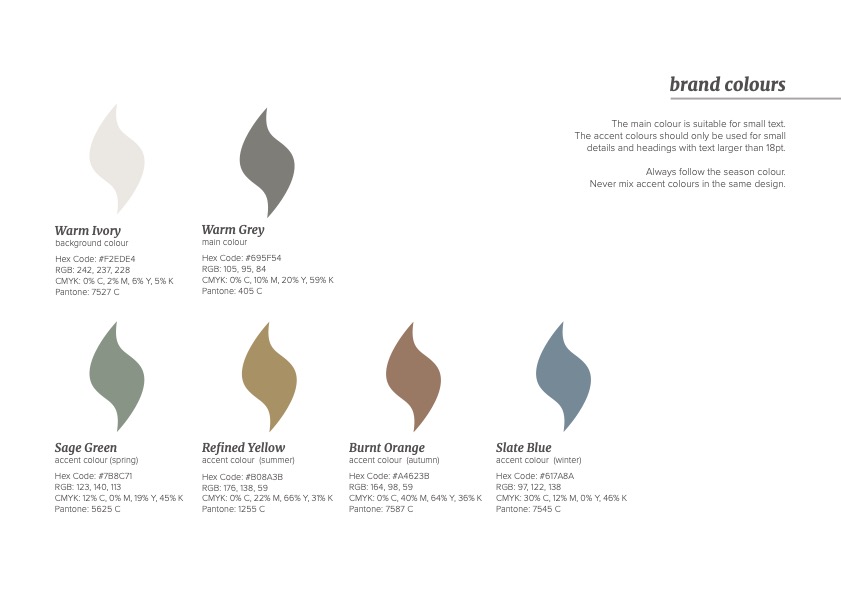 brand colours
The main colour is suitable for small text.
The accent colours should only be used for small
details and headings with text larger than 18pt.
Always follow the season colour.
Never mix accent colours in the same design.
Warm Ivory
background colour
Hex Code: #F2EDE4
RGB: 242, 237, 228
CMYK: 0% C, 2% M, 6% Y, 5% K
Pantone: 7527 C
Warm Grey
main colour
Hex Code: #695F54
RGB: 105, 95, 84
CMYK: 0% C, 10% M, 20% Y, 59% K
Pantone: 405 C
Sage Green
accent colour (spring)
Hex Code: #7B8C71
RGB: 123, 140, 113
CMYK: 12% C, 0% M, 19% Y, 45% K
Pantone: 5625 C
Refined Yellow
accent colour (summer)
Hex Code: #B08A3B
RGB: 176, 138, 59
CMYK: 0% C, 22% M, 66% Y, 31% K
Pantone: 1255 C
Burnt Orange
accent colour (autumn)
Hex Code: #A4623B
RGB: 164, 98, 59
CMYK: 0% C, 40% M, 64% Y, 36% K
Pantone: 7587 C
Slate Blue
accent colour (winter)
Hex Code: #617A8A
RGB: 97, 122, 138
CMYK: 30% C, 12% M, 0% Y, 46% K
Pantone: 7545 C